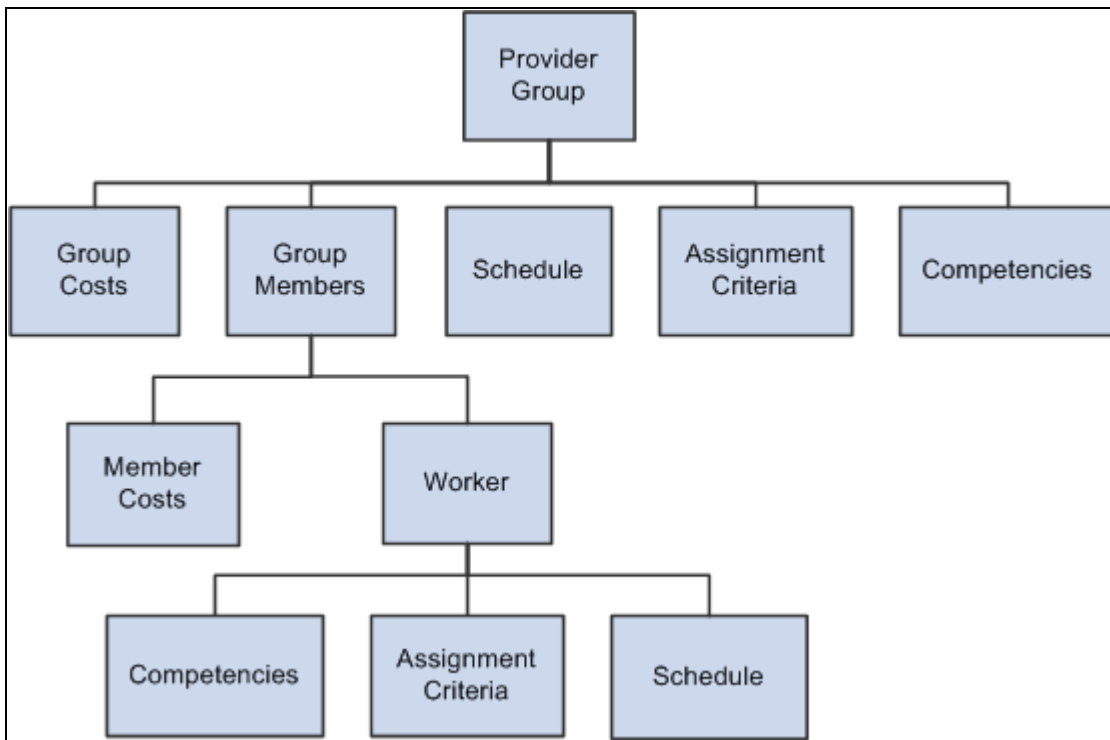 Provider
Group
Group
Costs
Group
Members
Schedule
Assignment
Criteria
Competencies
Member
Costs
Worker
Competencies
Assignment
Criteria
Schedule